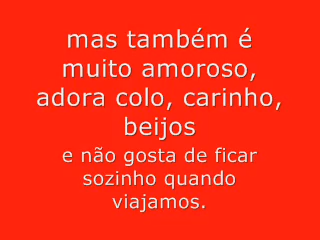 mas também é
muito amoroso,
adora colo, carinho,
beijos
e não gosta de ficar
sozinho quando
viajamos.